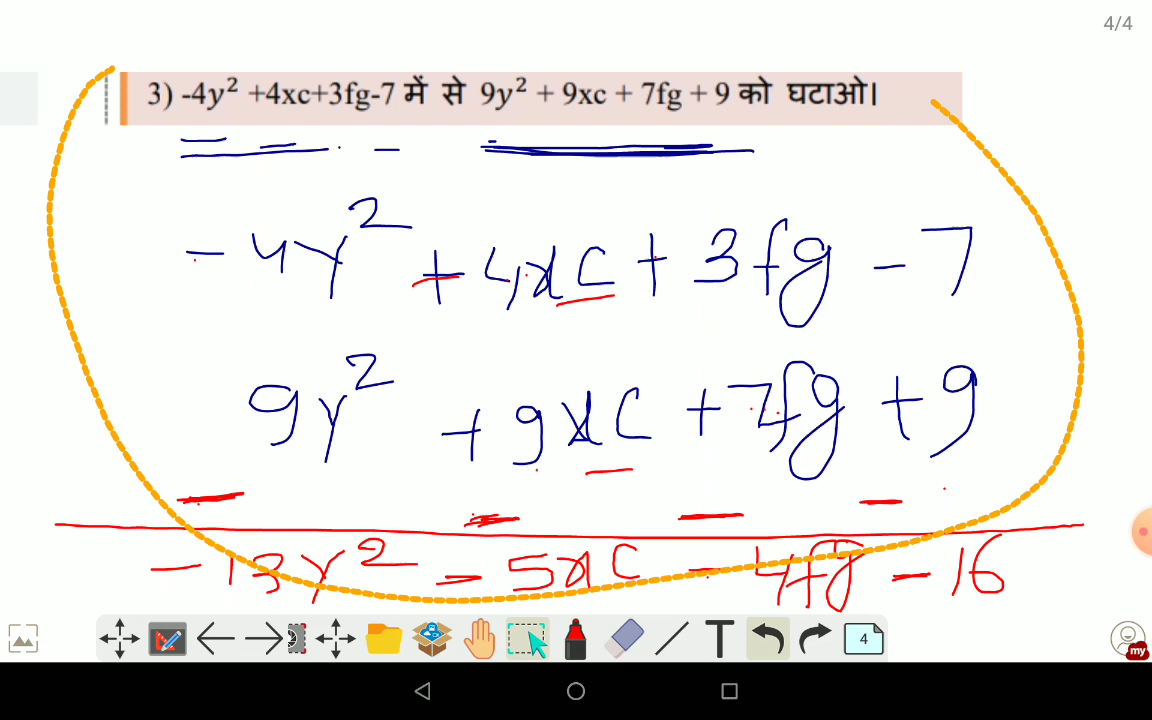 4/4
3) -4y² +4xc+3fg-7 में से 9y² + 9xc + 7fg + 9 को घटाओ।
- 4y² + 4xc + 3fg - 7
9y² + 9xc + 7fg + 9
- - - -
- 13y² - 5xc - 4fg - 16
T 4
my